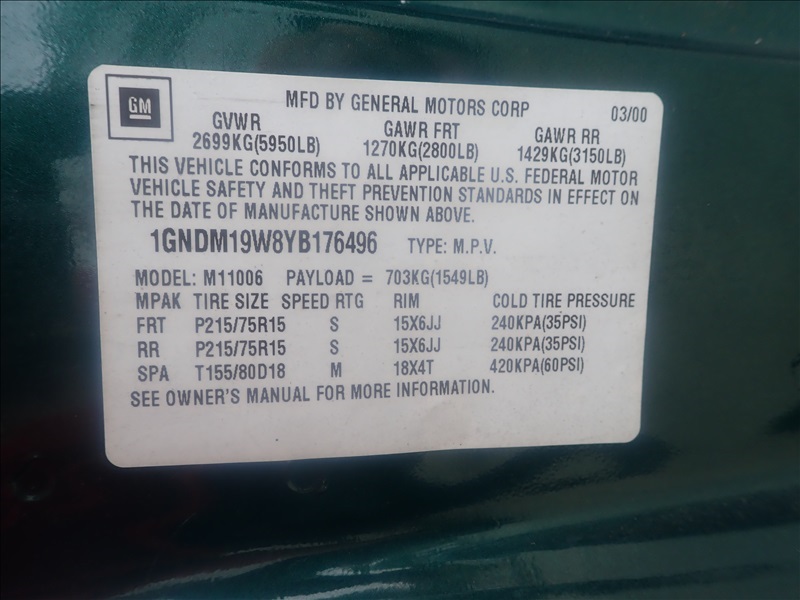 GM
MFD BY GENERAL MOTORS CORP 03/00
GVWR GAWR FRT GAWR RR
2699KG(5950LB) 1270KG(2800LB) 1429KG(3150LB)
THIS VEHICLE CONFORMS TO ALL APPLICABLE U.S. FEDERAL MOTOR
VEHICLE SAFETY AND THEFT PREVENTION STANDARDS IN EFFECT ON
THE DATE OF MANUFACTURE SHOWN ABOVE.
1GNDM19W8YB176496 TYPE: M.P.V.
MODEL: M11006 PAYLOAD = 703KG(1549LB)
MPAK TIRE SIZE SPEED RTG RIM COLD TIRE PRESSURE
FRT P215/75R15 S 15X6JJ 240KPA(35PSI)
RR P215/75R15 S 15X6JJ 240KPA(35PSI)
SPA T155/80D18 M 18X4T 420KPA(60PSI)
SEE OWNER'S MANUAL FOR MORE INFORMATION.